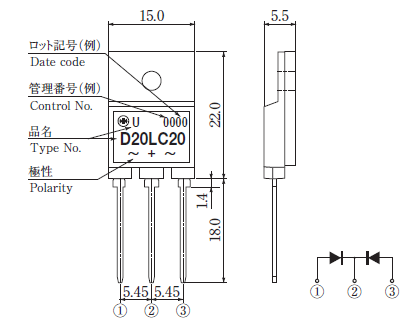 15.0
5.5
ロット記号(例)
Date code
管理番号(例)
Control No.
品名
Type No.
極性
Polarity
U 0000
D20LC20
~ + ~
22.0
1.4
18.0
5.45 5.45
① ② ③
① ② ③